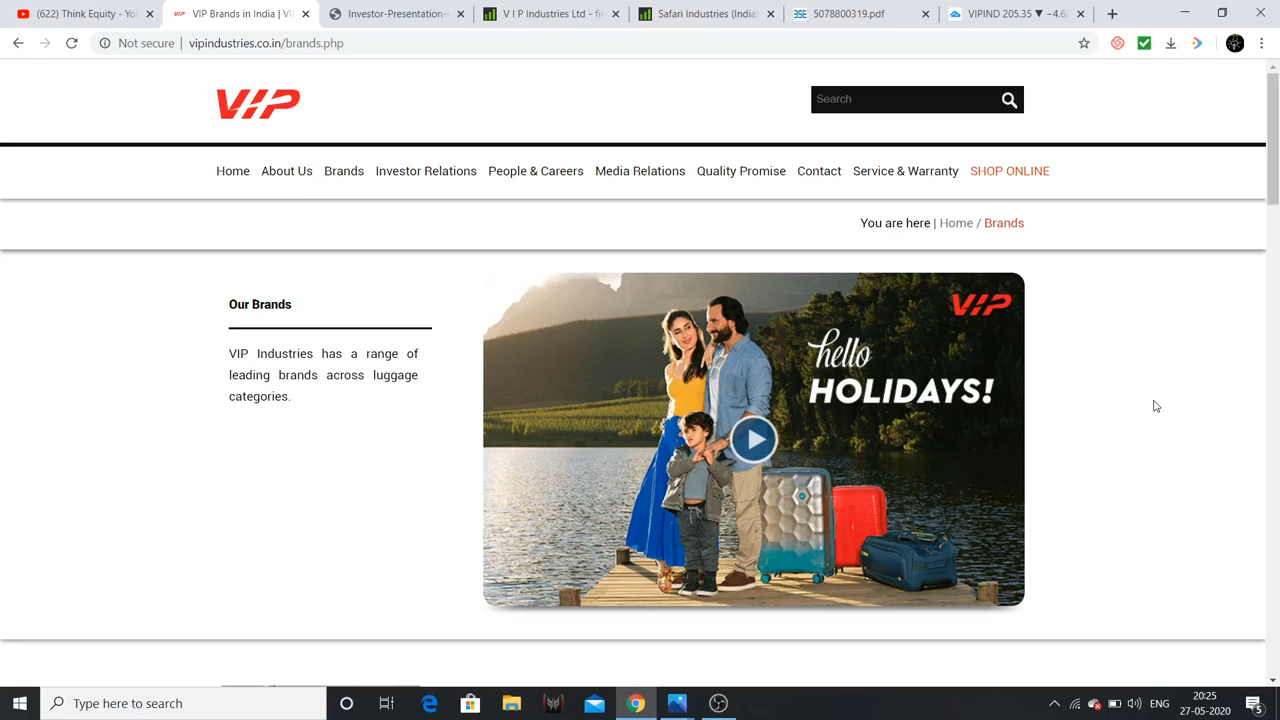 (622) Think Equity - Yo
VIP Brands in India | VI
Investor-Presentation-
V I P Industries Ltd - fi
Safari Industries (India)
BSE
5078800319.pdf
VIPIND 205.35 ▼ −4.6
Not secure | vipindustries.co.in/brands.php
VIP
Search
Home About Us Brands Investor Relations People & Careers Media Relations Quality Promise Contact Service & Warranty SHOP ONLINE
You are here | Home / Brands
Our Brands
VIP Industries has a range of
leading brands across luggage
categories.
VIP
hello
HOLIDAYS!
Type here to search
ENG
20:25
27-05-2020
5